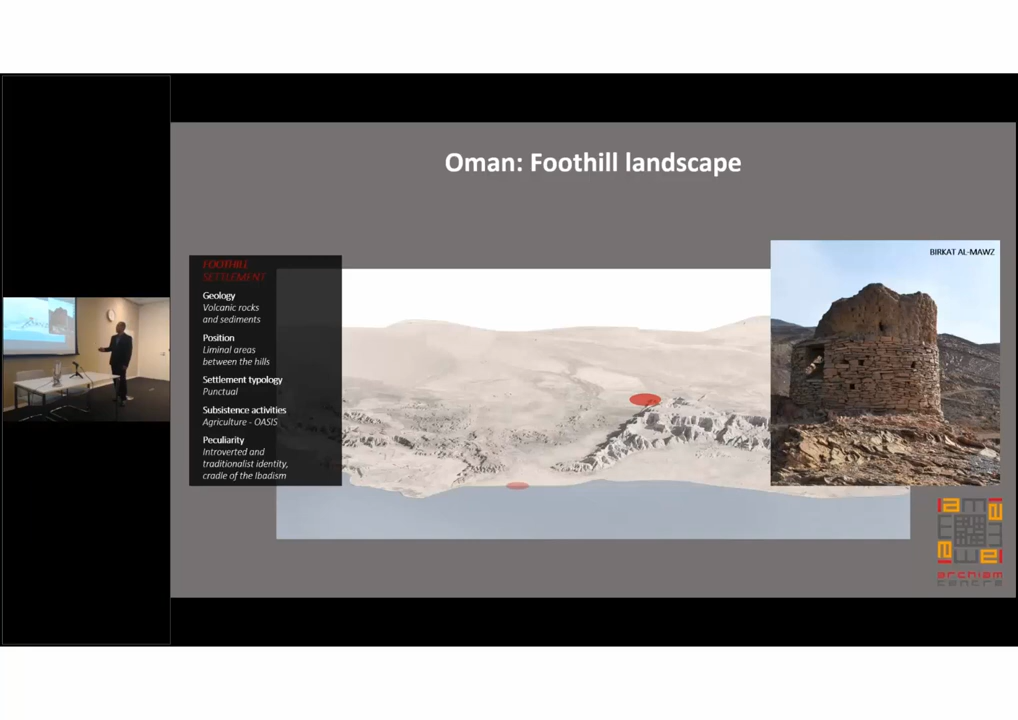 Oman: Foothill landscape
FOOTHILL
SETTLEMENT
Geology
Volcanic rocks
and sediments
Position
Liminal areas
between the hills
Settlement typology
Punctual
Subsistence activities
Agriculture - OASIS
Peculiarity
Introverted and
traditionalist identity,
cradle of the Ibadism
BIRKAT AL-MAWZ
archiam
centre